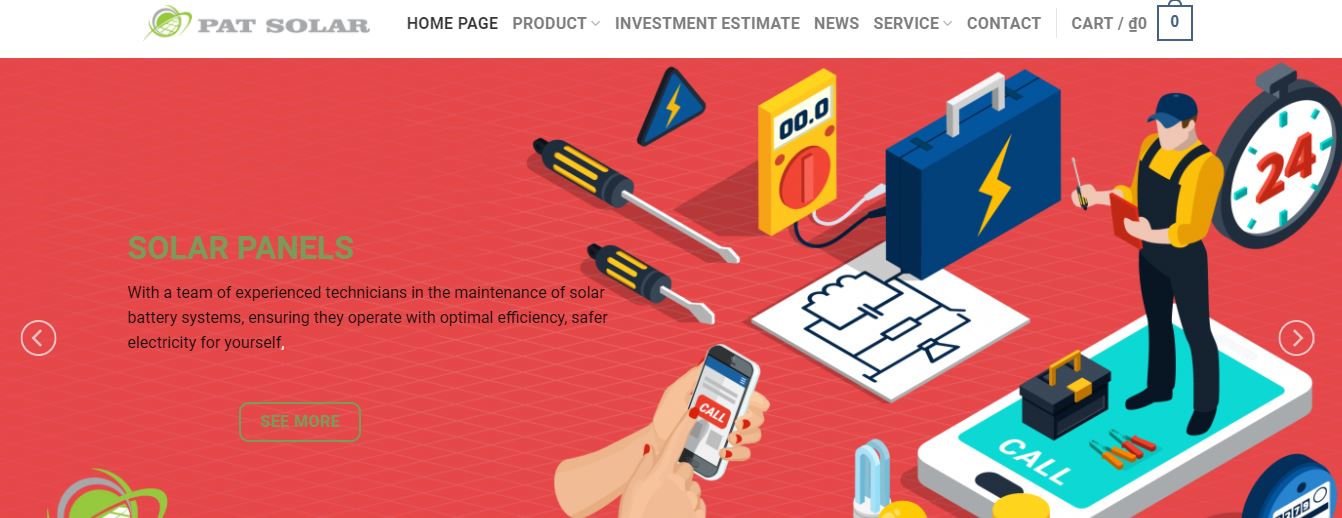 PAT SOLAR
HOME PAGE PRODUCT INVESTMENT ESTIMATE NEWS SERVICE CONTACT CART / ₫0 0
00.0
24
SOLAR PANELS
With a team of experienced technicians in the maintenance of solar
battery systems, ensuring they operate with optimal efficiency, safer
electricity for yourself,
SEE MORE
CALL
CALL